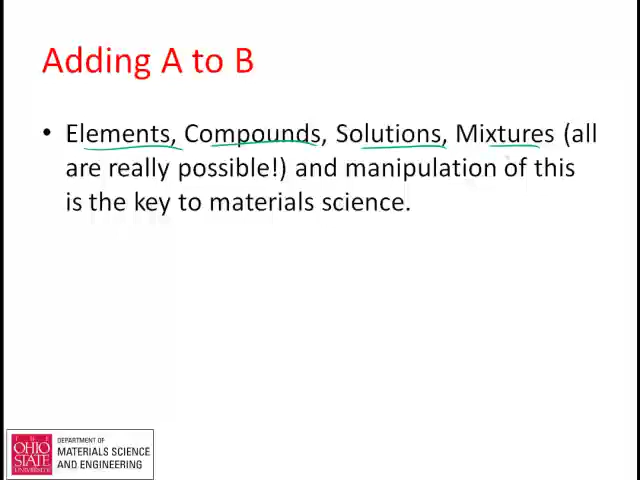 Adding A to B
• Elements, Compounds, Solutions, Mixtures (all
are really possible!) and manipulation of this
is the key to materials science.
THE
OHIO
STATE
UNIVERSITY
DEPARTMENT OF
MATERIALS SCIENCE
AND ENGINEERING